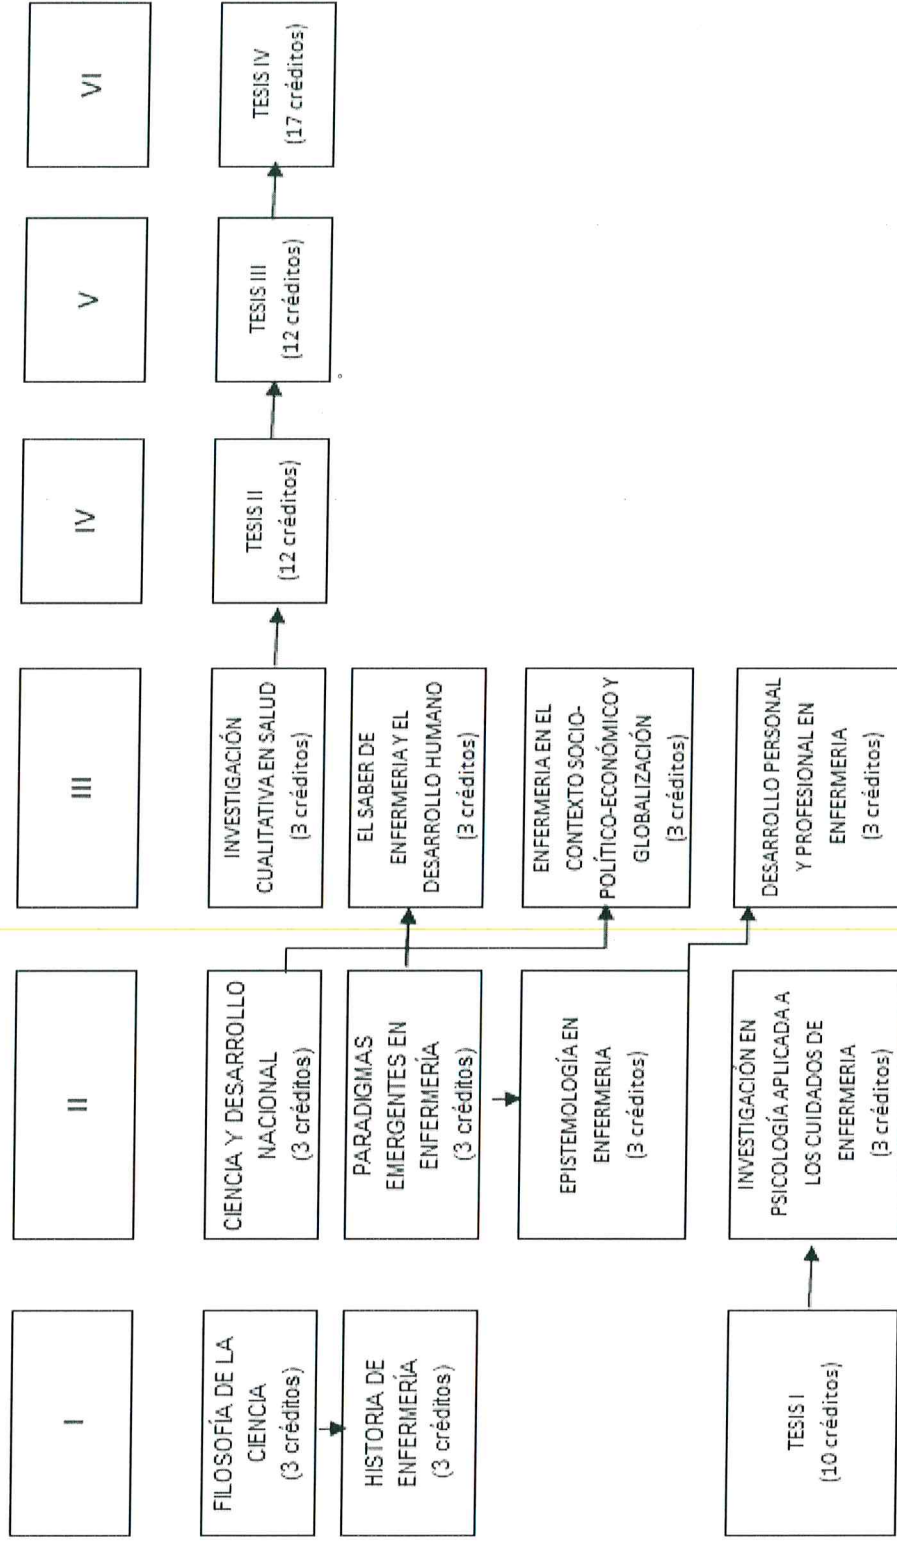 I
II
III
IV
V
VI
FILOSOFÍA DE LA
CIENCIA
(3 créditos)
HISTORIA DE
ENFERMERÍA
(3 créditos)
TESIS I
(10 créditos)
CIENCIA Y DESARROLLO
NACIONAL
(3 créditos)
PARADIGMAS
EMERGENTES EN
ENFERMERÍA
(3 créditos)
EPISTEMOLOGÍA EN
ENFERMERIA
(3 créditos)
INVESTIGACIÓN EN
PSICOLOGÍA APLICADA A
LOS CUIDADOS DE
ENFERMERIA
(3 créditos)
INVESTIGACIÓN
CUALITATIVA EN SALUD
(3 créditos)
EL SABER DE
ENFERMERIA Y EL
DESARROLLO HUMANO
(3 créditos)
ENFERMERIA EN EL
CONTEXTO SOCIO-
POLÍTICO-ECONÓMICO Y
GLOBALIZACIÓN
(3 créditos)
DESARROLLO PERSONAL
Y PROFESIONAL EN
ENFERMERIA
(3 créditos)
TESIS II
(12 créditos)
TESIS III
(12 créditos)
TESIS IV
(17 créditos)